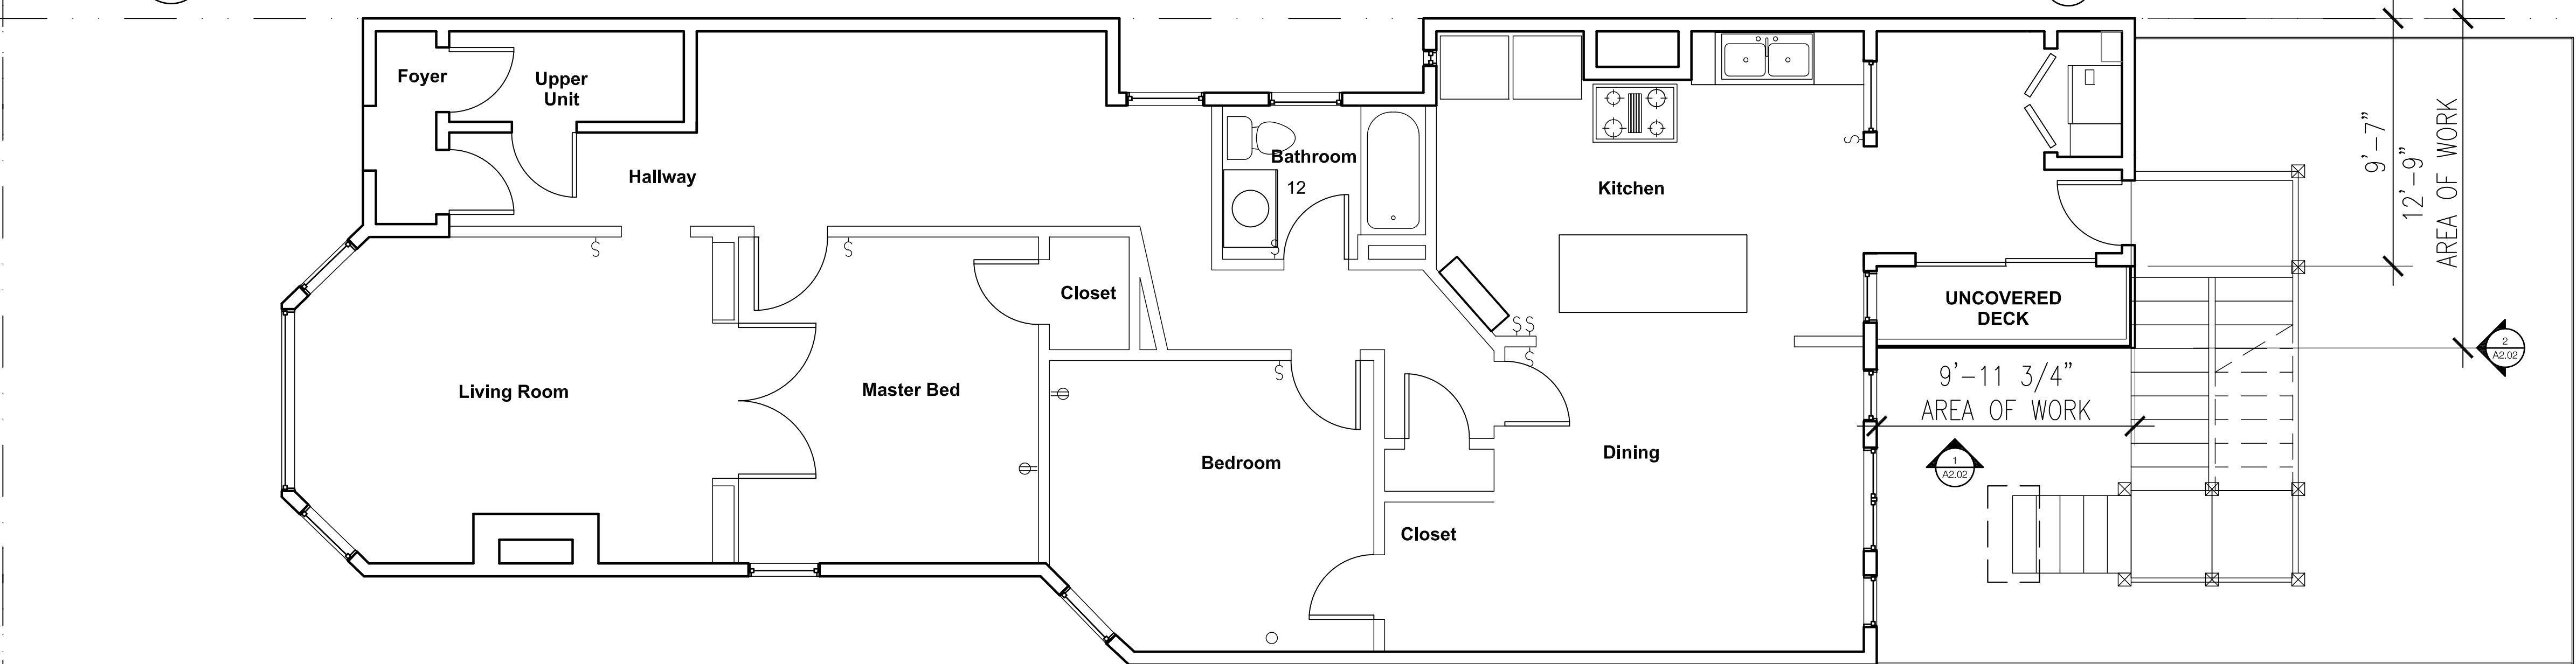 Foyer
Upper
Unit
Hallway
Bathroom
12
Kitchen
Closet
UNCOVERED
DECK
Living Room
Master Bed
Bedroom
Dining
Closet
9'-11 3/4"
AREA OF WORK
9'-7"
12'-9"
AREA OF WORK
1
A2.02
2
A2.02
S
S
S
S
S S
S
S